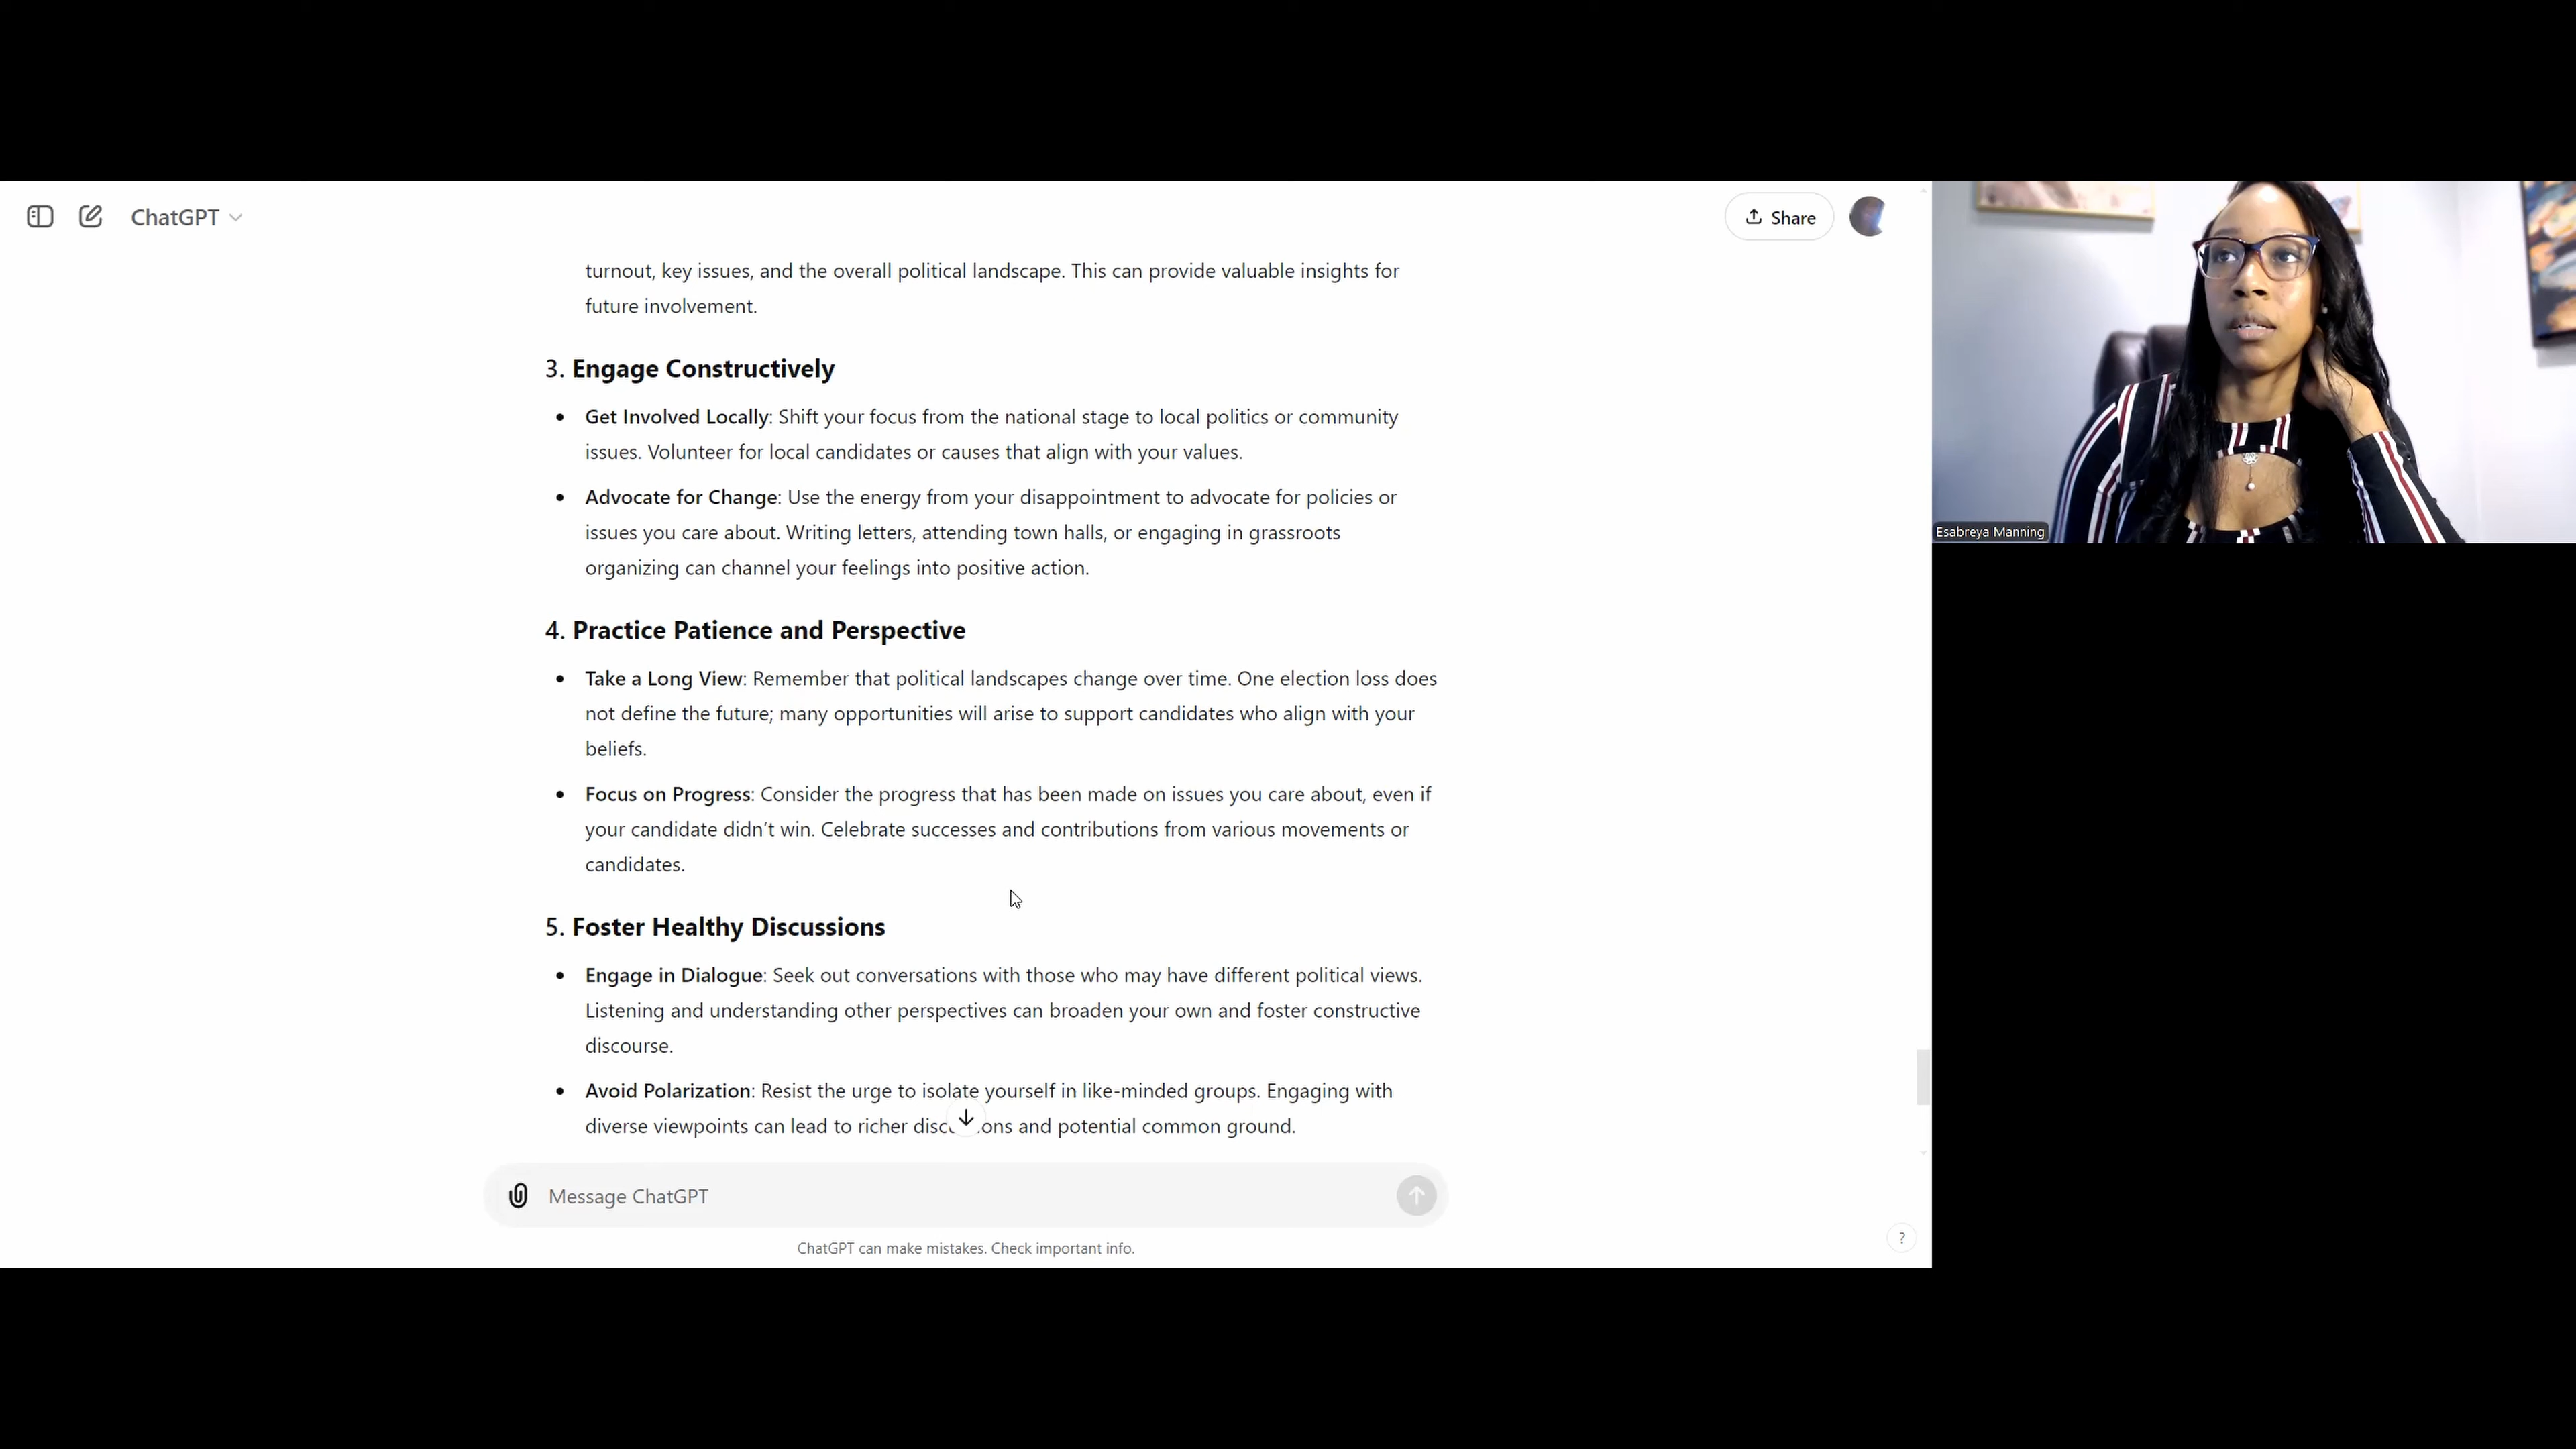 ChatGPT
Share
turnout, key issues, and the overall political landscape. This can provide valuable insights for
future involvement.
3. Engage Constructively
• Get Involved Locally: Shift your focus from the national stage to local politics or community
issues. Volunteer for local candidates or causes that align with your values.
• Advocate for Change: Use the energy from your disappointment to advocate for policies or
issues you care about. Writing letters, attending town halls, or engaging in grassroots
organizing can channel your feelings into positive action.
4. Practice Patience and Perspective
• Take a Long View: Remember that political landscapes change over time. One election loss does
not define the future; many opportunities will arise to support candidates who align with your
beliefs.
• Focus on Progress: Consider the progress that has been made on issues you care about, even if
your candidate didn't win. Celebrate successes and contributions from various movements or
candidates.
5. Foster Healthy Discussions
• Engage in Dialogue: Seek out conversations with those who may have different political views.
Listening and understanding other perspectives can broaden your own and foster constructive
discourse.
• Avoid Polarization: Resist the urge to isolate yourself in like-minded groups. Engaging with
diverse viewpoints can lead to richer and potential common ground.
Message ChatGPT
ChatGPT can make mistakes. Check important info.
?
Esabreya Manning